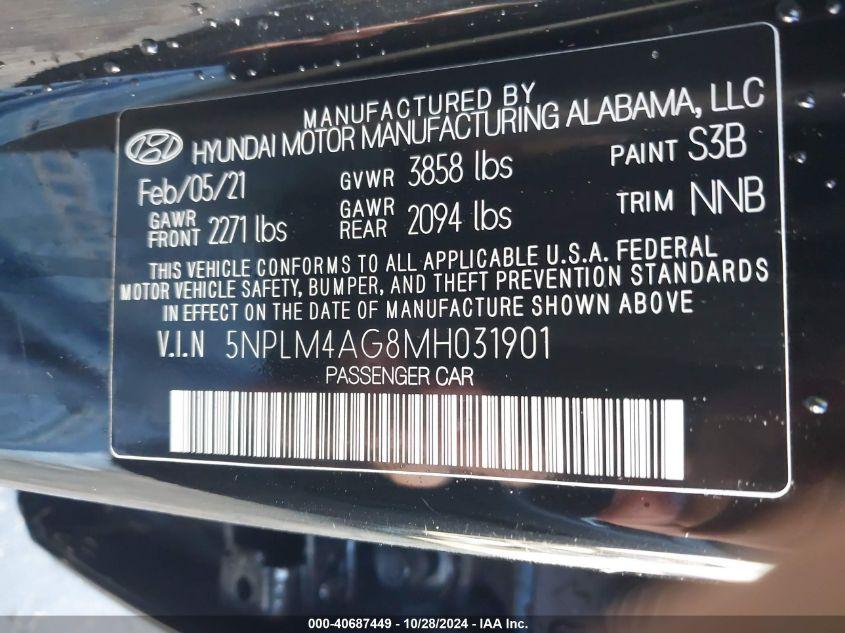 MANUFACTURED BY
HYUNDAI MOTOR MANUFACTURING ALABAMA, LLC
Feb/05/21 GVWR 3858 lbs PAINT S3B
GAWR FRONT 2271 lbs GAWR REAR 2094 lbs TRIM NNB
THIS VEHICLE CONFORMS TO ALL APPLICABLE U.S.A. FEDERAL
MOTOR VEHICLE SAFETY, BUMPER, AND THEFT PREVENTION STANDARDS
IN EFFECT ON THE DATE OF MANUFACTURE SHOWN ABOVE
V.I.N 5NPLM4AG8MH031901
PASSENGER CAR
000-40687449 - 10/28/2024 - IAA Inc.